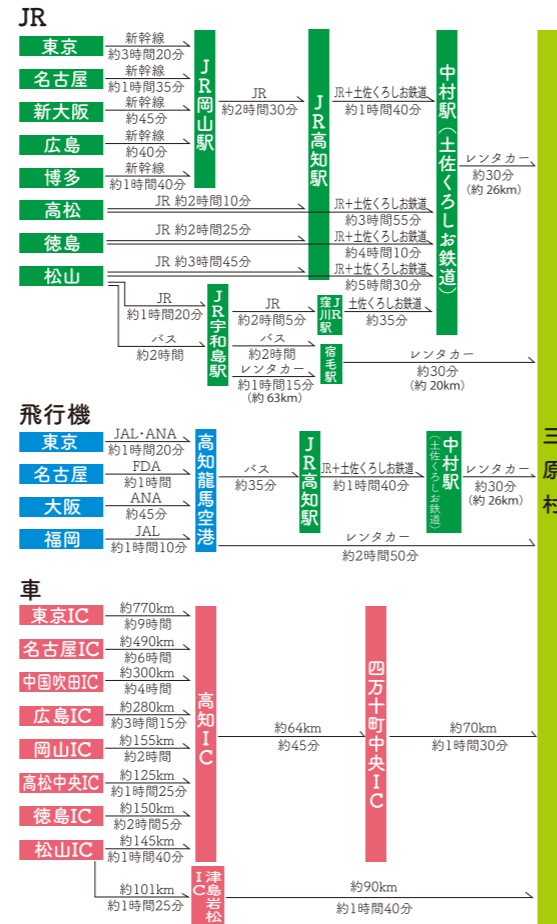 JR
東京
新幹線
約3時間20分
名古屋
新幹線
約1時間35分
新大阪
新幹線
約45分
広島
新幹線
約40分
博多
新幹線
約1時間40分
JR岡山駅
JR
約2時間30分
JR高知駅
JR+土佐くろしお鉄道
約1時間40分
中村駅(土佐くろしお鉄道)
レンタカー
約30分
(約26km)
高松
JR 約2時間10分
JR+土佐くろしお鉄道
約3時間55分
徳島
JR 約2時間25分
JR+土佐くろしお鉄道
約4時間10分
松山
JR 約3時間45分
JR+土佐くろしお鉄道
約5時間30分
JR
約1時間20分
バス
約2時間
JR宇和島駅
JR
約2時間5分
JR窪川駅
土佐くろしお鉄道
約35分
バス
約2時間
レンタカー
約1時間15分
(約63km)
宿毛駅
レンタカー
約30分
(約20km)
飛行機
東京
JAL・ANA
約1時間20分
名古屋
FDA
約1時間
大阪
ANA
約45分
福岡
JAL
約1時間10分
高知龍馬空港
バス
約35分
JR高知駅
JR+土佐くろしお鉄道
約1時間40分
中村駅
(土佐くろしお鉄道)
レンタカー
約30分
(約26km)
レンタカー
約2時間50分
三原村
車
東京IC
約770km
約9時間
名古屋IC
約490km
約6時間
中国吹田IC
約300km
約4時間
広島IC
約280km
約3時間15分
岡山IC
約155km
約2時間
高松中央IC
約125km
約1時間25分
徳島IC
約150km
約2時間5分
松山IC
約145km
約1時間40分
高知IC
約64km
約45分
四万十町中央IC
約70km
約1時間30分
約101km
約1時間25分
津島岩松IC
約90km
約1時間40分